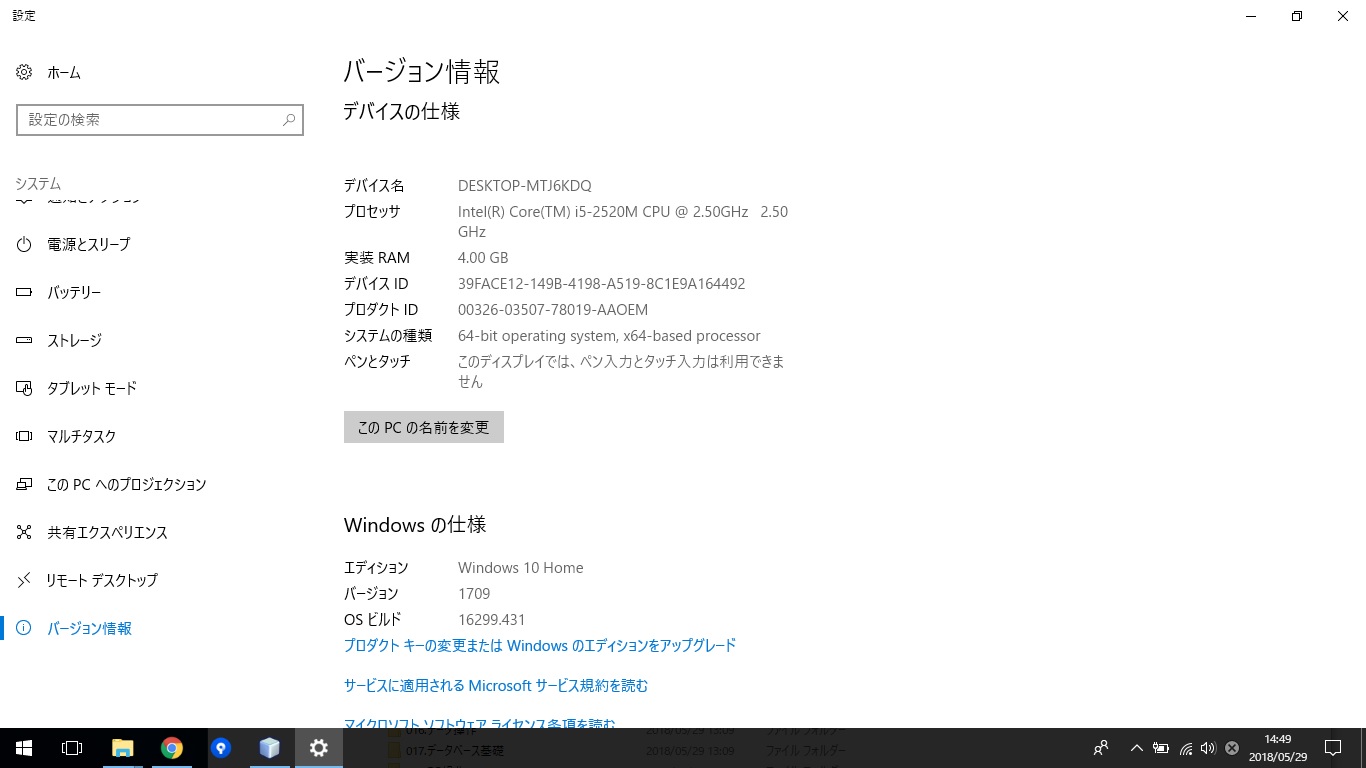 設定
ホーム
設定の検索
システム
電源とスリープ
バッテリー
ストレージ
タブレット モード
マルチタスク
この PC へのプロジェクション
共有エクスペリエンス
リモート デスクトップ
バージョン情報
バージョン情報
デバイスの仕様
デバイス名 DESKTOP-MTJ6KDQ
プロセッサ Intel(R) Core(TM) i5-2520M CPU @ 2.50GHz 2.50
GHz
実装 RAM 4.00 GB
デバイス ID 39FACE12-149B-4198-A519-8C1E9A164492
プロダクト ID 00326-03507-78019-AAOEM
システムの種類 64-bit operating system, x64-based processor
ペンとタッチ このディスプレイでは、ペン入力とタッチ入力は利用できま
せん
この PC の名前を変更
Windows の仕様
エディション Windows 10 Home
バージョン 1709
OS ビルド 16299.431
プロダクト キーの変更または Windows のエディションをアップグレード
サービスに適用される Microsoft サービス規約を読む
マイクロソフト ソフトウェア ライセンス条項を読む
016.データ操作 2018/05/29 13:09 ファイル フォルダー
017.データベース基礎 2018/05/29 13:09 ファイル フォルダー
14:49
2018/05/29